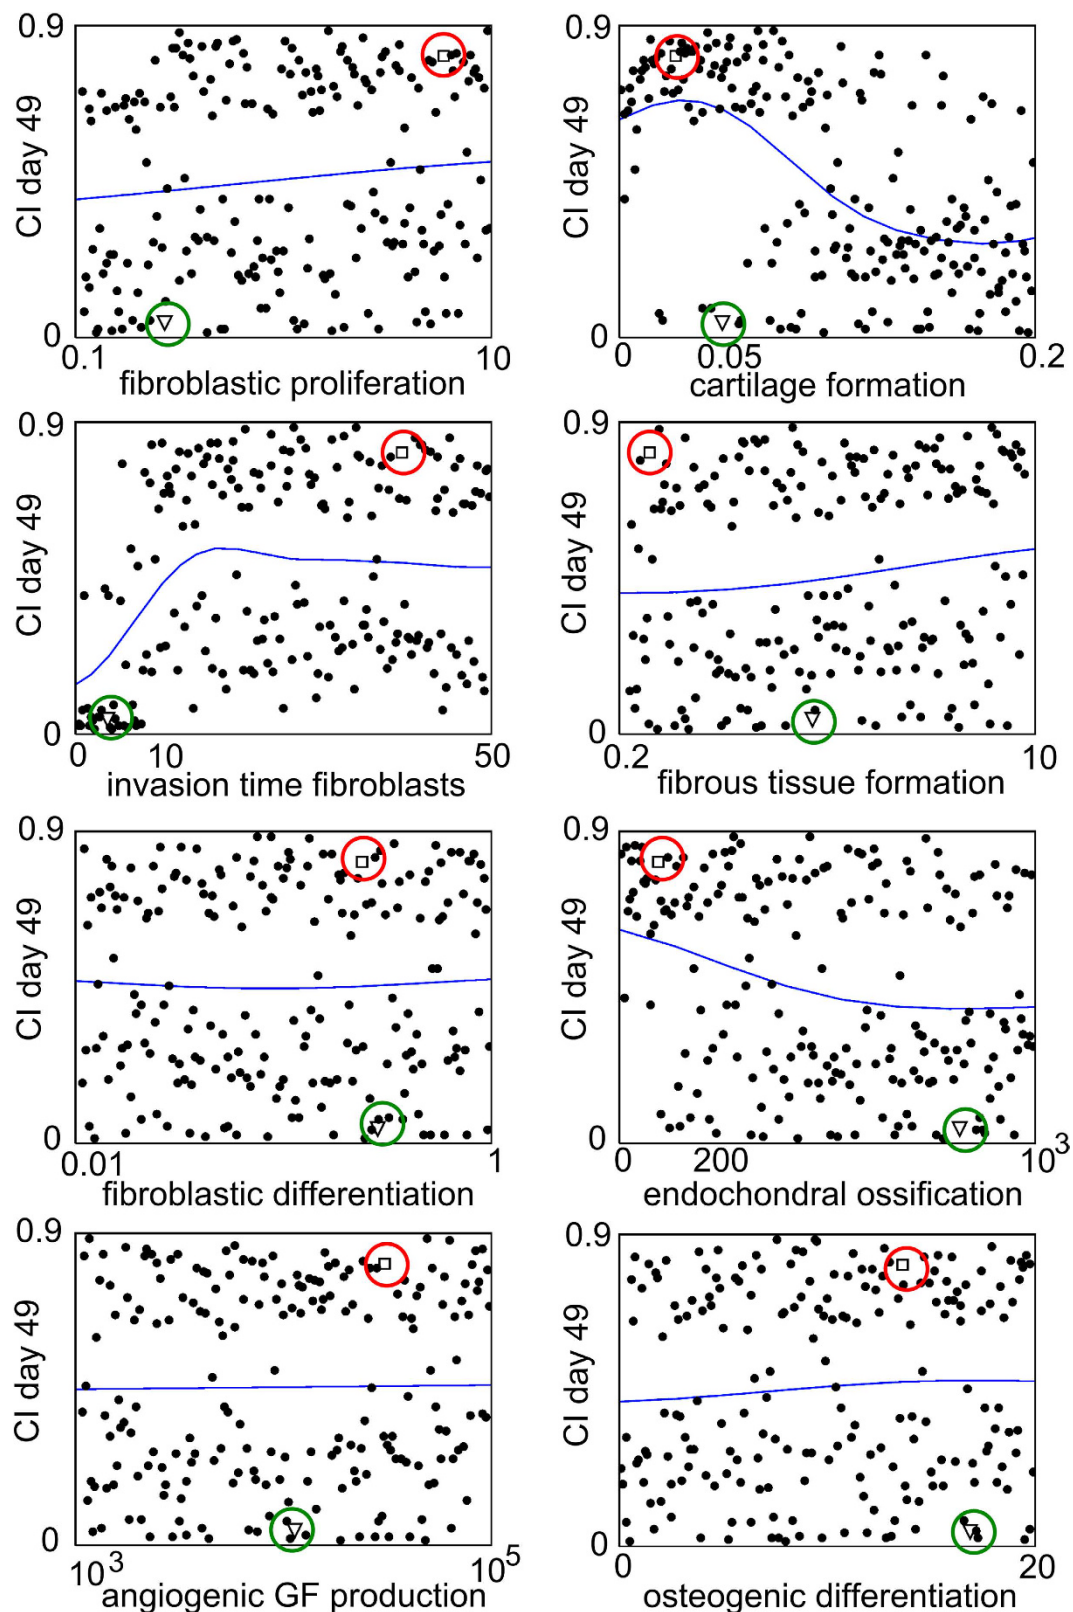 0.9
CI day 49
0
0.1 10
fibroblastic proliferation
0.9
CI day 49
0
0 0.05 0.2
cartilage formation
0.9
CI day 49
0
0 10 50
invasion time fibroblasts
0.9
CI day 49
0
0.2 10
fibrous tissue formation
0.9
CI day 49
0
0.01 1
fibroblastic differentiation
0.9
CI day 49
0
0 200 10³
endochondral ossification
0.9
CI day 49
0
10³ 10⁵
angiogenic GF production
0.9
CI day 49
0
0 20
osteogenic differentiation